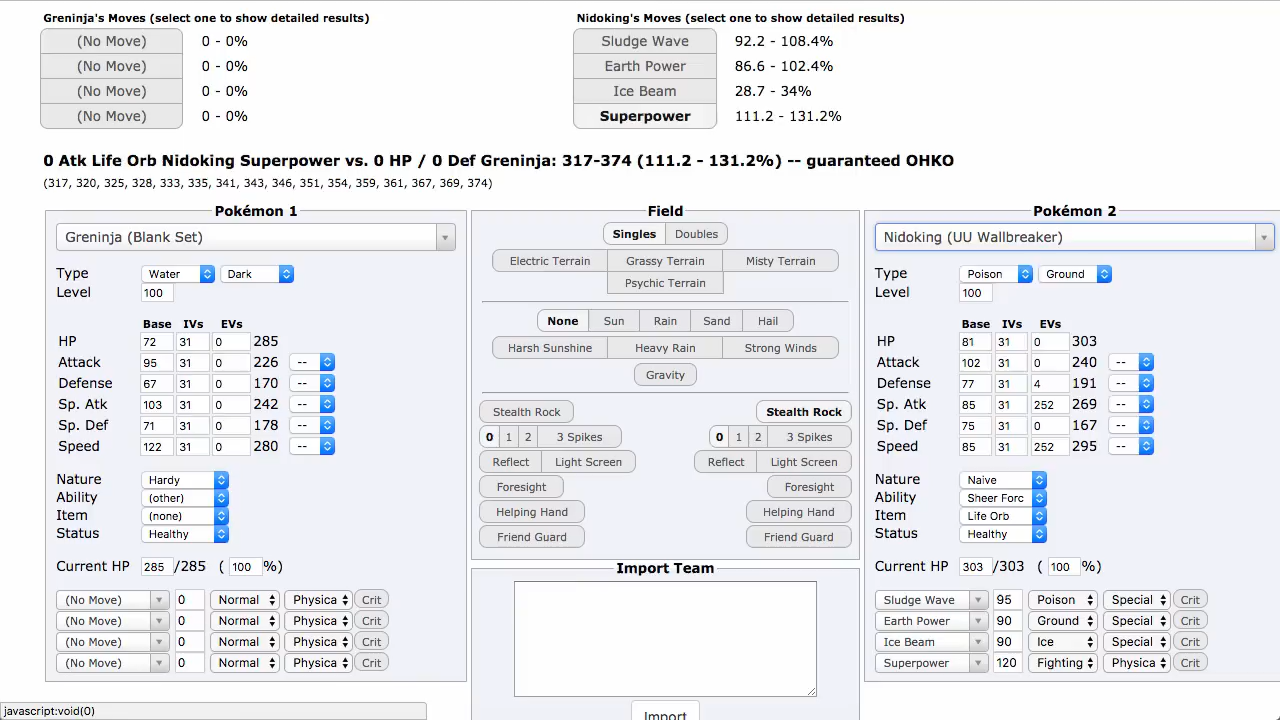 Greninja's Moves (select one to show detailed results)
Nidoking's Moves (select one to show detailed results)
(No Move) 0 - 0%
Sludge Wave 92.2 - 108.4%
(No Move) 0 - 0%
Earth Power 86.6 - 102.4%
(No Move) 0 - 0%
Ice Beam 28.7 - 34%
(No Move) 0 - 0%
Superpower 111.2 - 131.2%
0 Atk Life Orb Nidoking Superpower vs. 0 HP / 0 Def Greninja: 317-374 (111.2 - 131.2%) -- guaranteed OHKO
(317, 320, 325, 328, 333, 335, 341, 343, 346, 351, 354, 359, 361, 367, 369, 374)
Pokémon 1
Greninja (Blank Set)
Type Water Dark
Level 100
Base IVs EVs
HP 72 31 0 285
Attack 95 31 0 226 --
Defense 67 31 0 170 --
Sp. Atk 103 31 0 242 --
Sp. Def 71 31 0 178 --
Speed 122 31 0 280 --
Nature Hardy
Ability (other)
Item (none)
Status Healthy
Current HP 285 /285 ( 100 %)
(No Move) 0 Normal Physica Crit
(No Move) 0 Normal Physica Crit
(No Move) 0 Normal Physica Crit
(No Move) 0 Normal Physica Crit
Field
Singles Doubles
Electric Terrain Grassy Terrain Misty Terrain
Psychic Terrain
None Sun Rain Sand Hail
Harsh Sunshine Heavy Rain Strong Winds
Gravity
Stealth Rock Stealth Rock
0 1 2 3 Spikes 0 1 2 3 Spikes
Reflect Light Screen Reflect Light Screen
Foresight Foresight
Helping Hand Helping Hand
Friend Guard Friend Guard
Import Team
Import
Pokémon 2
Nidoking (UU Wallbreaker)
Type Poison Ground
Level 100
Base IVs EVs
HP 81 31 0 303
Attack 102 31 0 240 --
Defense 77 31 4 191 --
Sp. Atk 85 31 252 269 --
Sp. Def 75 31 0 167 --
Speed 85 31 252 295 --
Nature Naive
Ability Sheer Forc
Item Life Orb
Status Healthy
Current HP 303 /303 ( 100 %)
Sludge Wave 95 Poison Special Crit
Earth Power 90 Ground Special Crit
Ice Beam 90 Ice Special Crit
Superpower 120 Fighting Physica Crit
javascript:void(0)